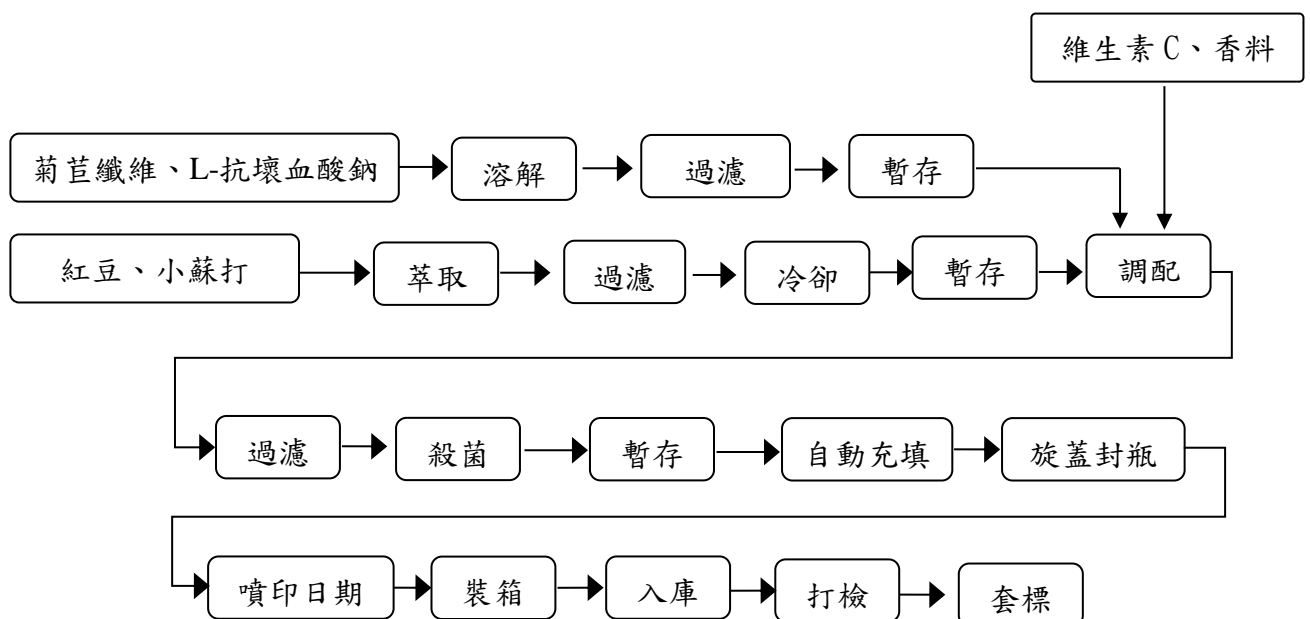 維生素 C、香料
菊苣纖維、L-抗壞血酸鈉
溶解
過濾
暫存
紅豆、小蘇打
萃取
過濾
冷卻
暫存
調配
過濾
殺菌
暫存
自動充填
旋蓋封瓶
噴印日期
裝箱
入庫
打檢
套標